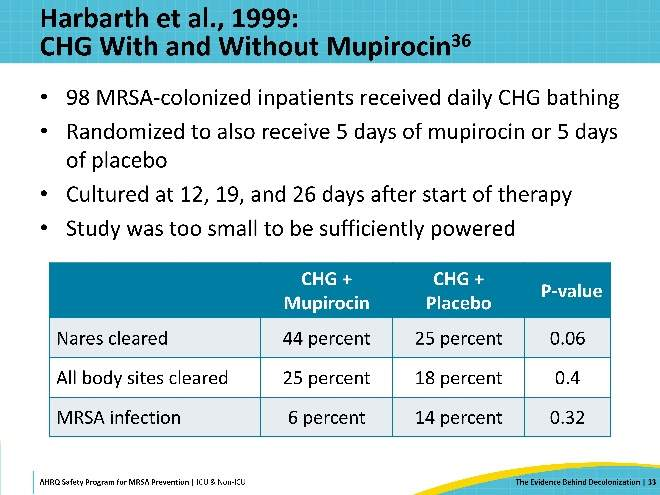 Harbarth et al., 1999:
CHG With and Without Mupirocin36
• 98 MRSA-colonized inpatients received daily CHG bathing
• Randomized to also receive 5 days of mupirocin or 5 days
of placebo
• Cultured at 12, 19, and 26 days after start of therapy
• Study was too small to be sufficiently powered
CHG + Mupirocin CHG + Placebo P-value
Nares cleared 44 percent 25 percent 0.06
All body sites cleared 25 percent 18 percent 0.4
MRSA infection 6 percent 14 percent 0.32
AHRQ Safety Program for MRSA Prevention | ICU & Non-ICU The Evidence Behind Decolonization | 33